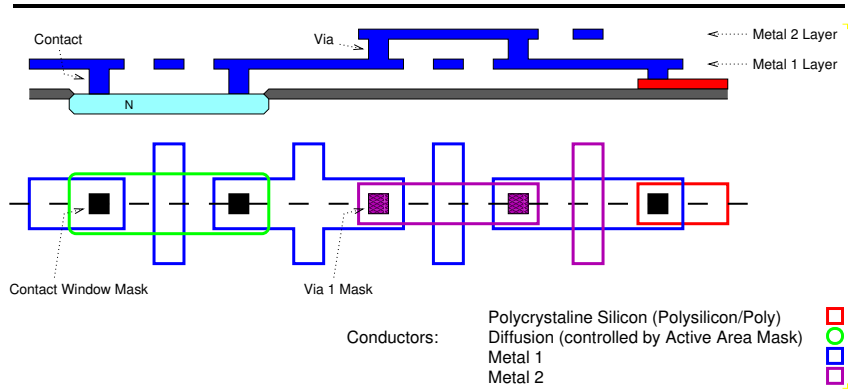 Contact
Via
Metal 2 Layer
Metal 1 Layer
N
Contact Window Mask
Via 1 Mask
Conductors:
Polycrystaline Silicon (Polysilicon/Poly)
Diffusion (controlled by Active Area Mask)
Metal 1
Metal 2